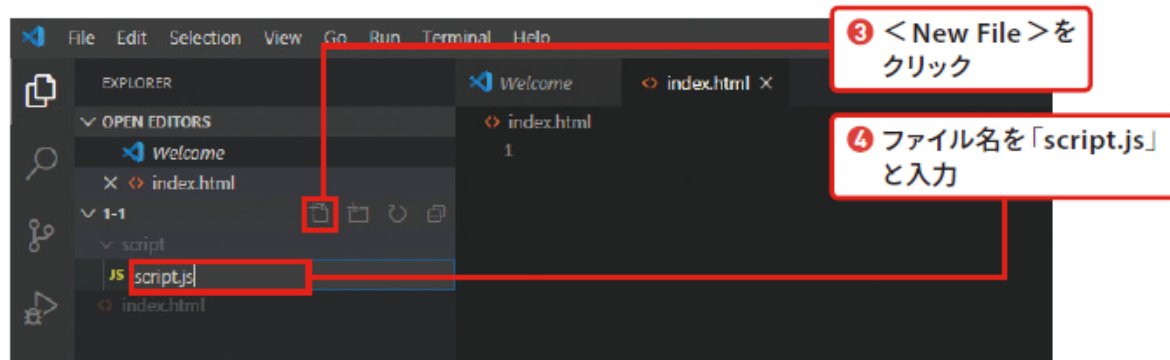 File Edit Selection View Go Run Terminal Help
❸ ＜New File＞を
クリック
EXPLORER
Welcome
index.html
OPEN EDITORS
index.html
❹ ファイル名を「script.js」
と入力
Welcome
1
index.html
1-1
script
JS script.js
index.html